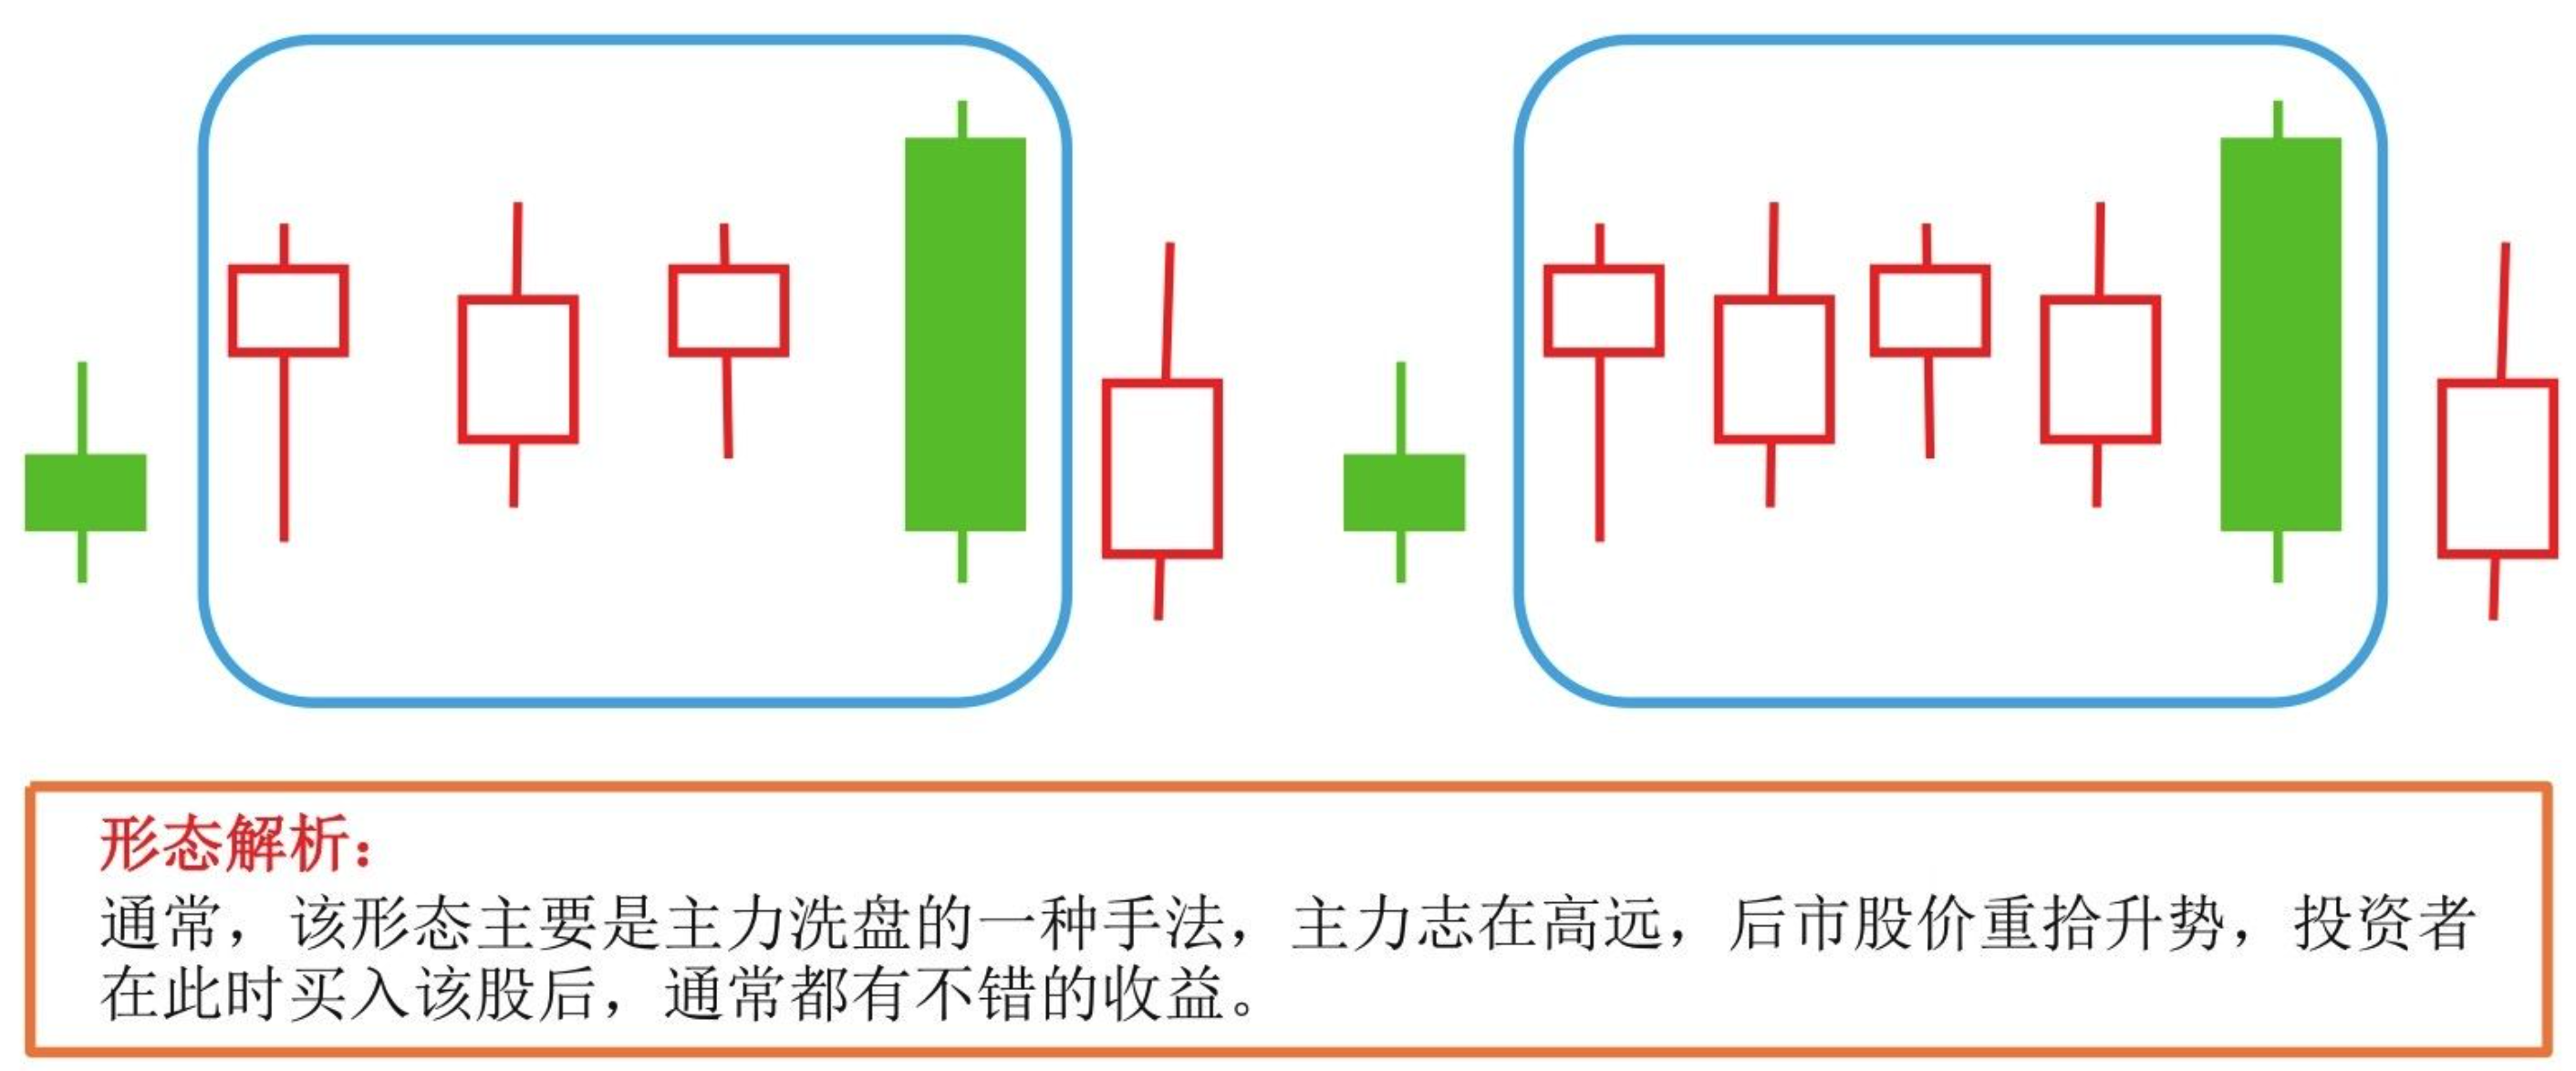 形态解析：
通常，该形态主要是主力洗盘的一种手法，主力志在高远，后市股价重拾升势，投资者
在此时买入该股后，通常都有不错的收益。